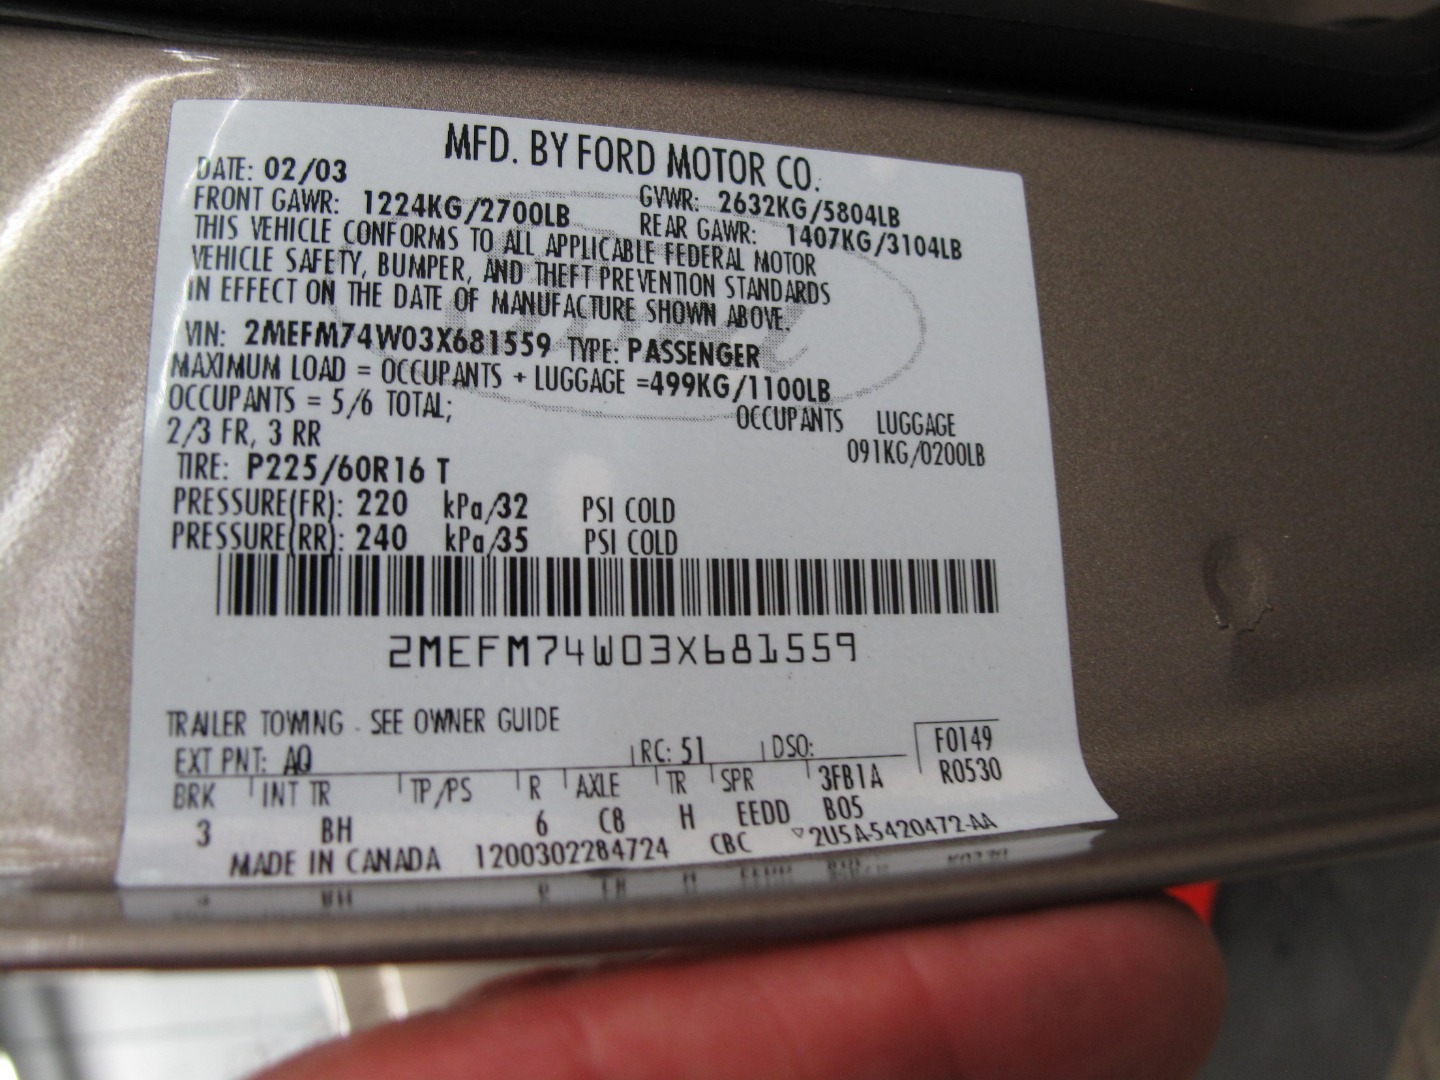 MFD. BY FORD MOTOR CO.
DATE: 02/03
GVWR: 2632KG/5804LB
FRONT GAWR: 1224KG/2700LB
REAR GAWR: 1407KG/3104LB
THIS VEHICLE CONFORMS TO ALL APPLICABLE FEDERAL MOTOR
VEHICLE SAFETY, BUMPER, AND THEFT PREVENTION STANDARDS
IN EFFECT ON THE DATE OF MANUFACTURE SHOWN ABOVE.
VIN: 2MEFM74W03X681559 TYPE: PASSENGER
MAXIMUM LOAD = OCCUPANTS + LUGGAGE =499KG/1100LB
OCCUPANTS = 5/6 TOTAL; OCCUPANTS LUGGAGE
2/3 FR, 3 RR 091KG/0200LB
TIRE: P225/60R16 T
PRESSURE(FR): 220 kPa/32 PSI COLD
PRESSURE(RR): 240 kPa/35 PSI COLD
2MEFM74W03X681559
TRAILER TOWING - SEE OWNER GUIDE
EXT PNT: AQ RC: 51 DSO: F0149
BRK INT TR TP/PS R AXLE TR SPR 3FB1A R0530
3 BH 6 C8 H EEDD B05
MADE IN CANADA 1200302284724 CBC ▽2U5A-5420472-AA